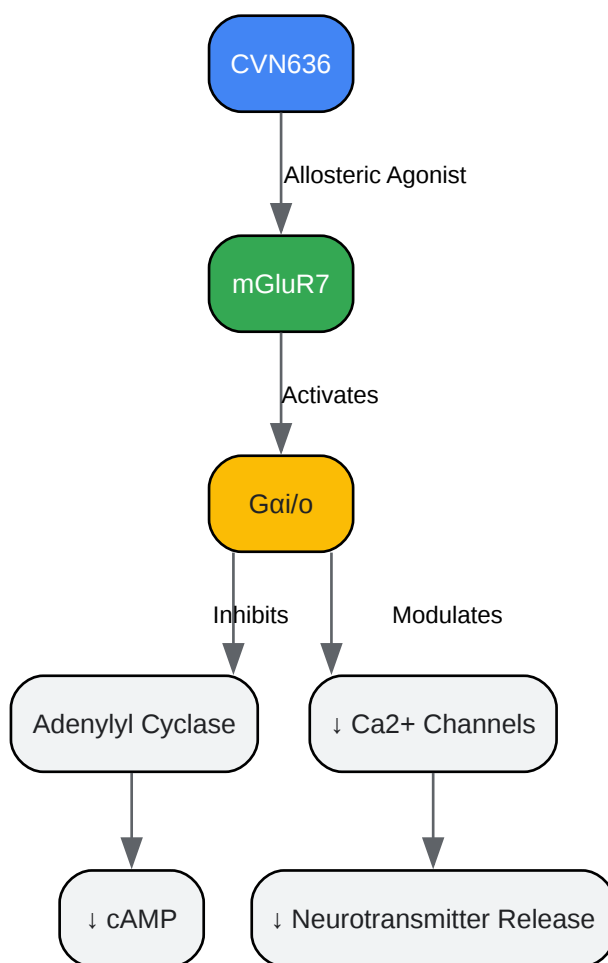 CVN636
Allosteric Agonist
mGluR7
Activates
Gαi/o
Inhibits
Modulates
Adenylyl Cyclase
↓ Ca2+ Channels
↓ cAMP
↓ Neurotransmitter Release